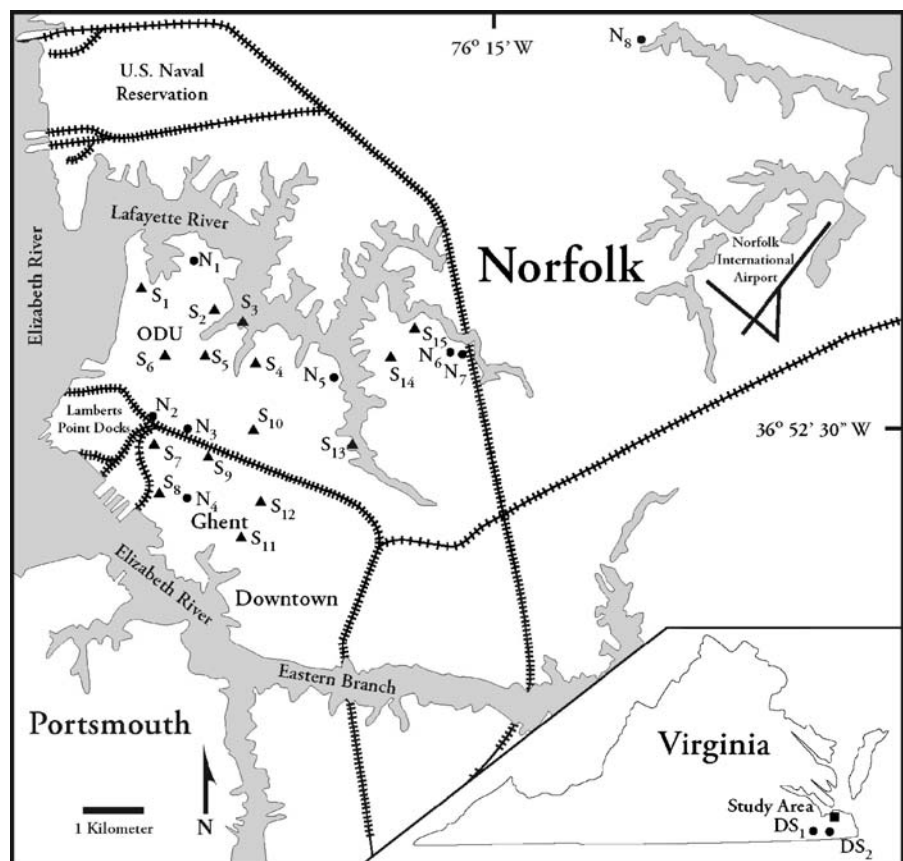 76° 15' W
N8
U.S. Naval
Reservation
Lafayette River
Elizabeth River
Norfolk
Norfolk
International
Airport
N1
S1
S2
S3
ODU
S15
S6
S5
S4
N5
S14
N6
N7
N2
Lamberts
Point Docks
N3
S10
36° 52' 30" W
S7
S9
S13
S8
N4
S12
Ghent
S11
Elizabeth River
Downtown
Eastern Branch
Portsmouth
Virginia
1 Kilometer
N
Study Area
DS1
DS2